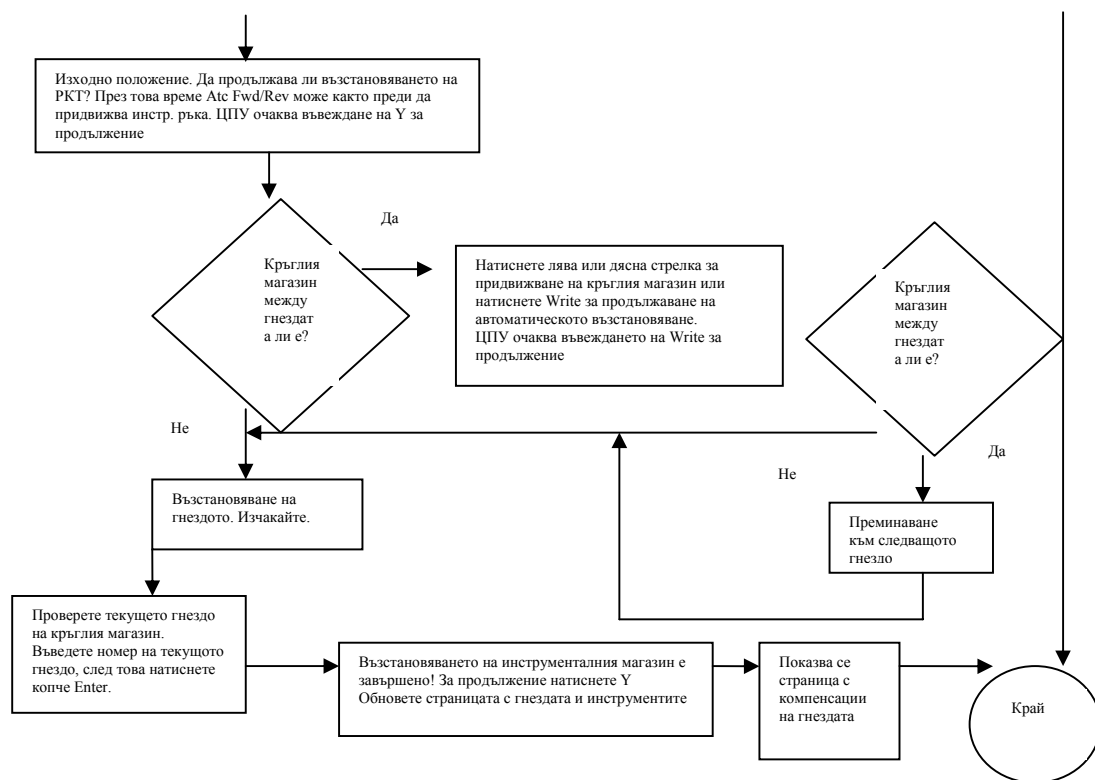 Изходно положение. Да продължава ли възстановяването на
РКТ? През това време Atc Fwd/Rev може както преди да
придвижва инстр. ръка. ЦПУ очаква въвеждане на Y за
продължение
Да
Кръглия
магазин
между
гнездат
а ли е?
Натиснете лява или дясна стрелка за
придвижване на кръглия магазин или
натиснете Write за продължаване на
автоматическото възстановяване.
ЦПУ очаква въвеждането на Write за
продължение
Кръглия
магазин
между
гнездат
а ли е?
Не
Да
Не
Възстановяване на
гнездото. Изчакайте.
Преминаване
към следващото
гнездо
Проверете текущето гнездо
на кръглия магазин.
Въведете номер на текущото
гнездо, след това натиснете
копче Enter.
Възстановяването на инструменталния магазин е
завършено! За продължение натиснете Y
Обновете страницата с гнездата и инструментите
Показва се
страница с
компенсации
на гнездата
Край